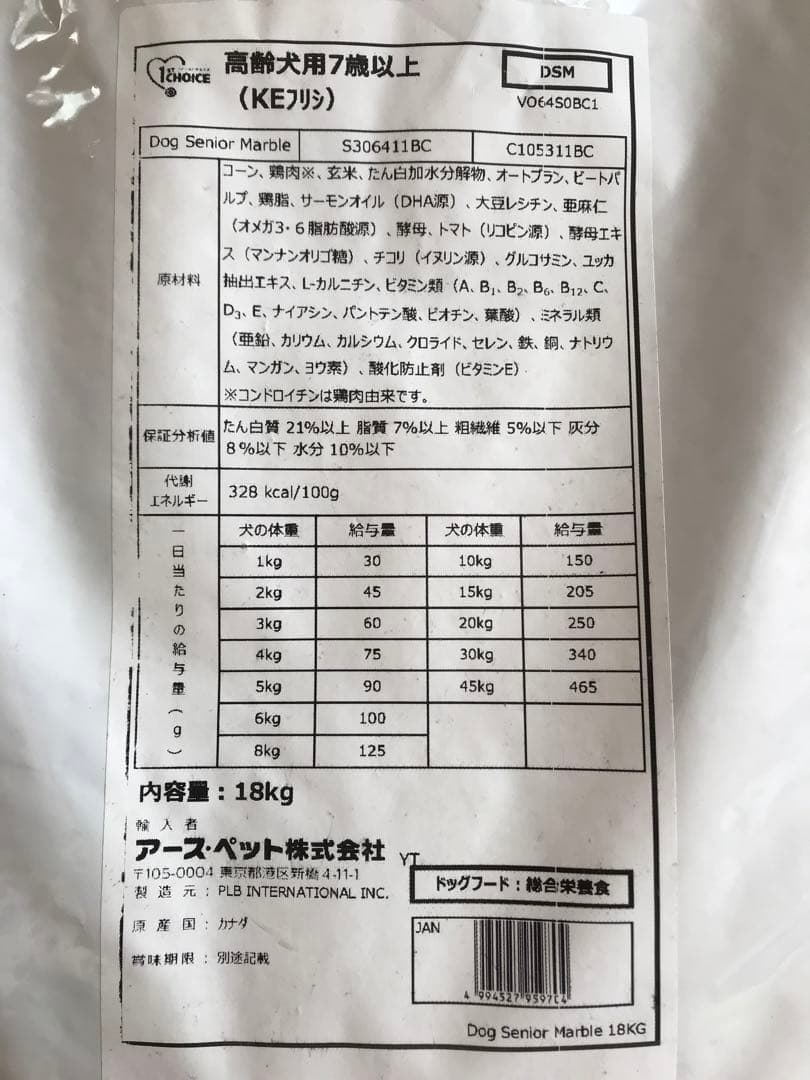 1ST CHOICE
高齢犬用7歳以上
（KEフリシ）
DSM
VO64S0BC1
Dog Senior Marble S306411BC C105311BC
原材料
コーン、鶏肉※、玄米、たん白加水分解物、オートブラン、ビートパ
ルプ、鶏脂、サーモンオイル（DHA源）、大豆レシチン、亜麻仁
（オメガ3・6脂肪酸源）、酵母、トマト（リコピン源）、酵母エキ
ス（マンナンオリゴ糖）、チコリ（イヌリン源）、グルコサミン、ユッカ
抽出エキス、L-カルニチン、ビタミン類（A、B1、B2、B6、B12、C、
D3、E、ナイアシン、パントテン酸、ビオチン、葉酸）、ミネラル類
（亜鉛、カリウム、カルシウム、クロライド、セレン、鉄、銅、ナトリウ
ム、マンガン、ヨウ素）、酸化防止剤（ビタミンE）
※コンドロイチンは鶏肉由来です。
保証分析値
たん白質 21%以上 脂質 7%以上 粗繊維 5%以下 灰分
8%以下 水分 10%以下
代謝
エネルギー
328 kcal/100g
一日当たりの給与量（g）
犬の体重 給与量 犬の体重 給与量
1kg 30 10kg 150
2kg 45 15kg 205
3kg 60 20kg 250
4kg 75 30kg 340
5kg 90 45kg 465
6kg 100
8kg 125
内容量：18kg
輸入者
アース・ペット株式会社
YT
〒105-0004 東京都港区新橋 4-11-1
製造元：PLB INTERNATIONAL INC.
ドッグフード：総合栄養食
原産国：カナダ
JAN
賞味期限：別途記載
4 994527 959704
Dog Senior Marble 18KG